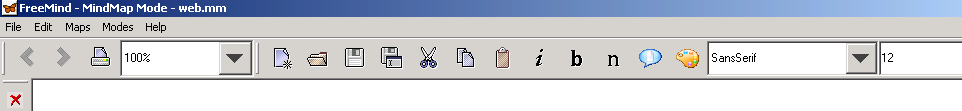 FreeMind - MindMap Mode - web.mm
File Edit Maps Modes Help
100% i b n SansSerif 12